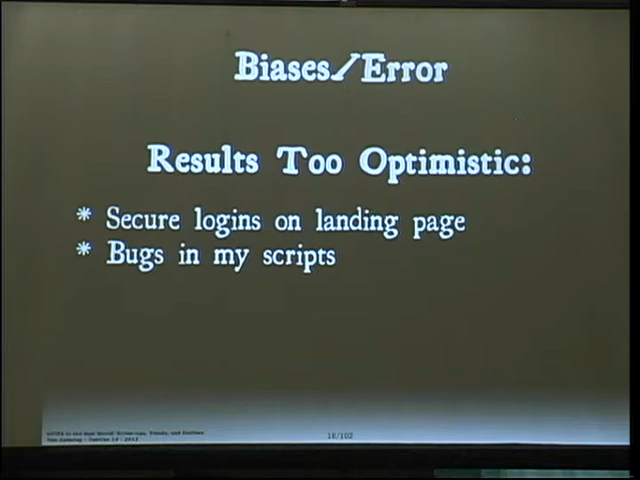 Biases/Error
Results Too Optimistic:
* Secure logins on landing page
* Bugs in my scripts